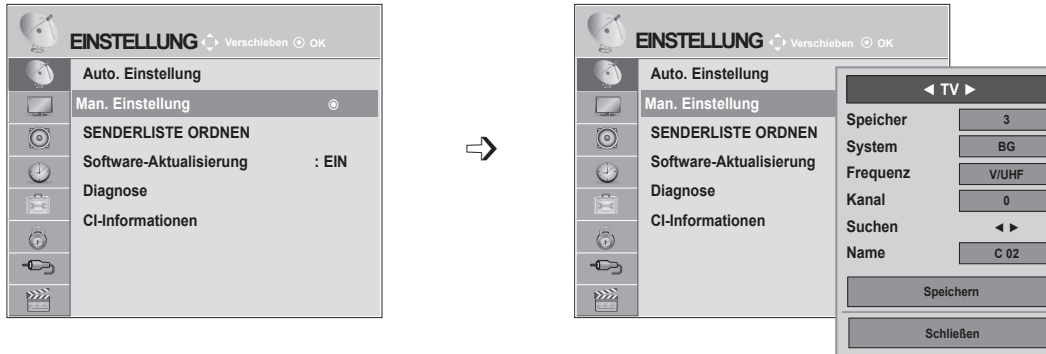 EINSTELLUNG Verschieben OK
Auto. Einstellung
Man. Einstellung
SENDERLISTE ORDNEN
Software-Aktualisierung : EIN
Diagnose
CI-Informationen
EINSTELLUNG Verschieben OK
Auto. Einstellung
Man. Einstellung
SENDERLISTE ORDNEN
Software-Aktualisierung
Diagnose
CI-Informationen
◄ TV ►
Speicher 3
System BG
Frequenz V/UHF
Kanal 0
Suchen ◄ ►
Name C 02
Speichern
Schließen